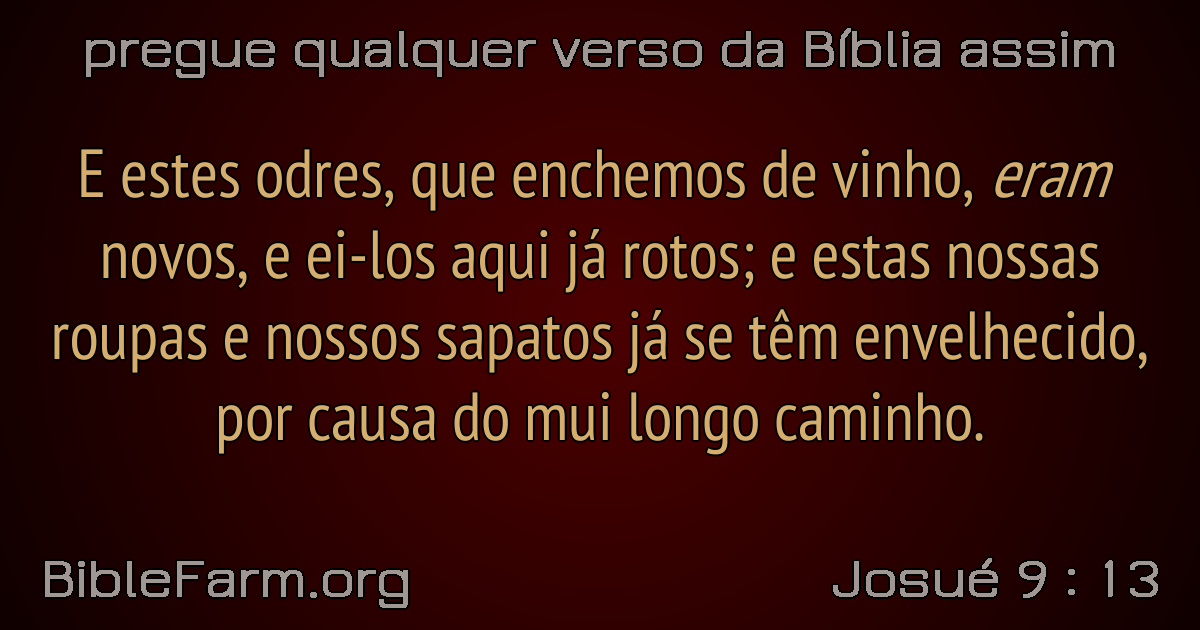 pregue qualquer verso da Bíblia assim
E estes odres, que enchemos de vinho, eram
novos, e ei-los aqui já rotos; e estas nossas
roupas e nossos sapatos já se têm envelhecido,
por causa do mui longo caminho.
BibleFarm.org
Josué 9 : 13